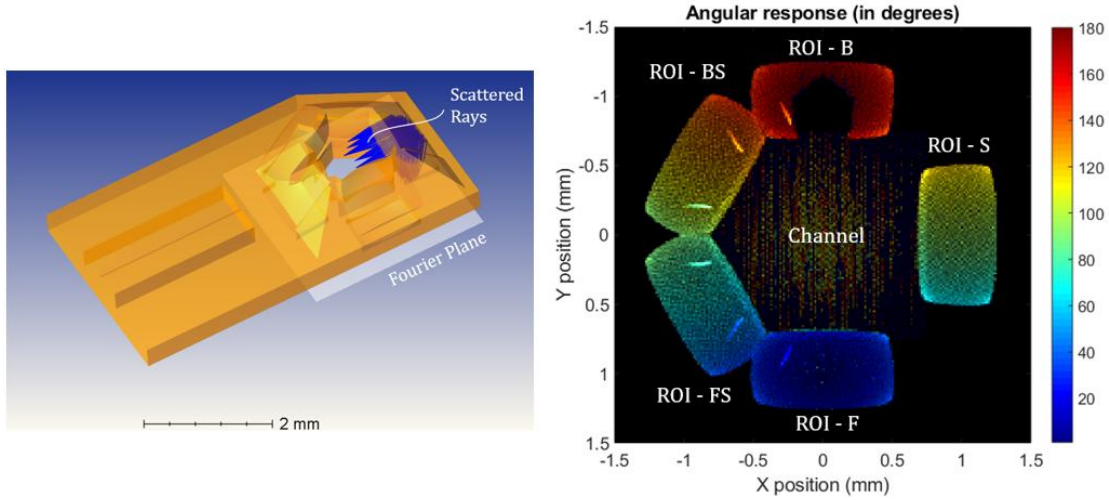 Scattered
Rays
Fourier Plane
2 mm
Angular response (in degrees)
ROI - B
ROI - BS
ROI - S
Channel
ROI - FS
ROI - F
-1.5
-1
-0.5
0
0.5
1
1.5
Y position (mm)
-1.5
-1
-0.5
0
0.5
1
1.5
X position (mm)
180
160
140
120
100
80
60
40
20